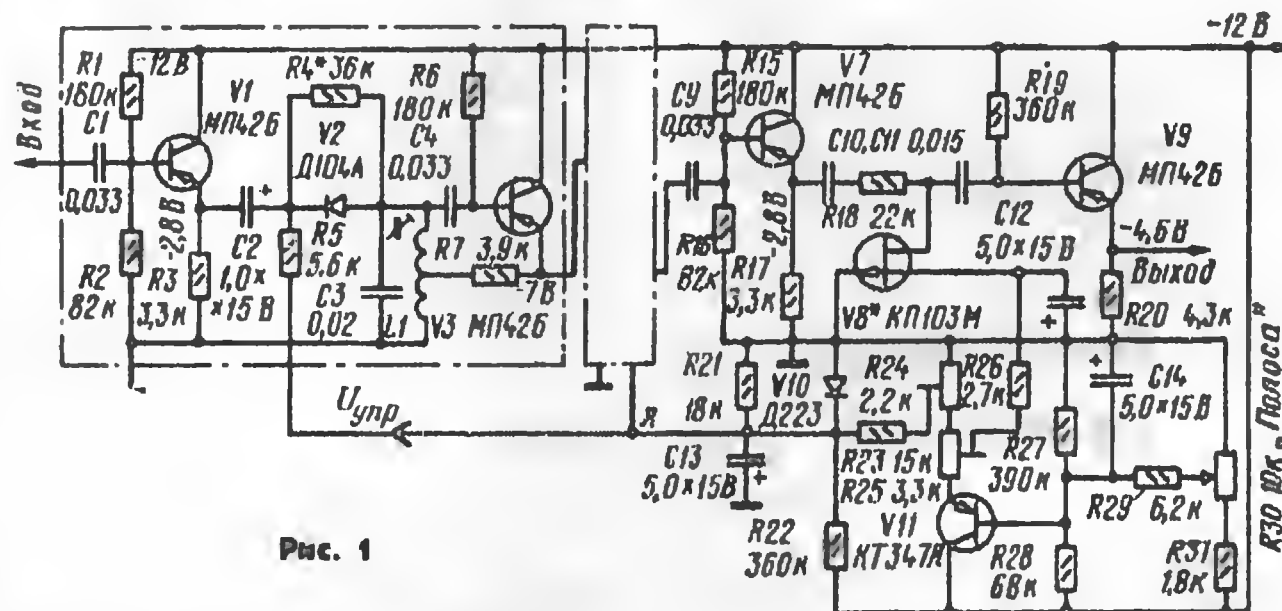 -12 В
Вход
R1
160к
-12В
C1
0,033
R2
82к
V1
МП42Б
-2,8В
R3
3,3к
C2
1,0×
×15В
R4* 36к
V2
Д104А
R5
5,6к
C3
0,02
L1
R6
180к
C4
0,033
R7
3,9к
-7В
V3 МП42Б
Uупр
Я
C9
0,033
R15
180к
V7
МП42Б
R16
82к
-2,8В
R17
3,3к
C10, C11 0,015
R18 22к
V8* КП103М
R19
360к
C12
5,0×15В
V9
МП42Б
-4,6В
Выход
R20 4,3к
R21
18к
V10
Д223
C13
5,0×15В
R22
360к
R24
2,2к
R23 15к
R25 3,3к
V11
R26
2,7к
R27
390к
R28
68к
C14
5,0×15В
R29 6,2к
R30 10к „Полоса"
R31
1,8к
Рис. 1